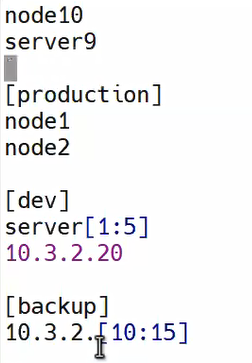 node10
server9
[production]
node1
node2
[dev]
server[1:5]
10.3.2.20
[backup]
10.3.2.[10:15]